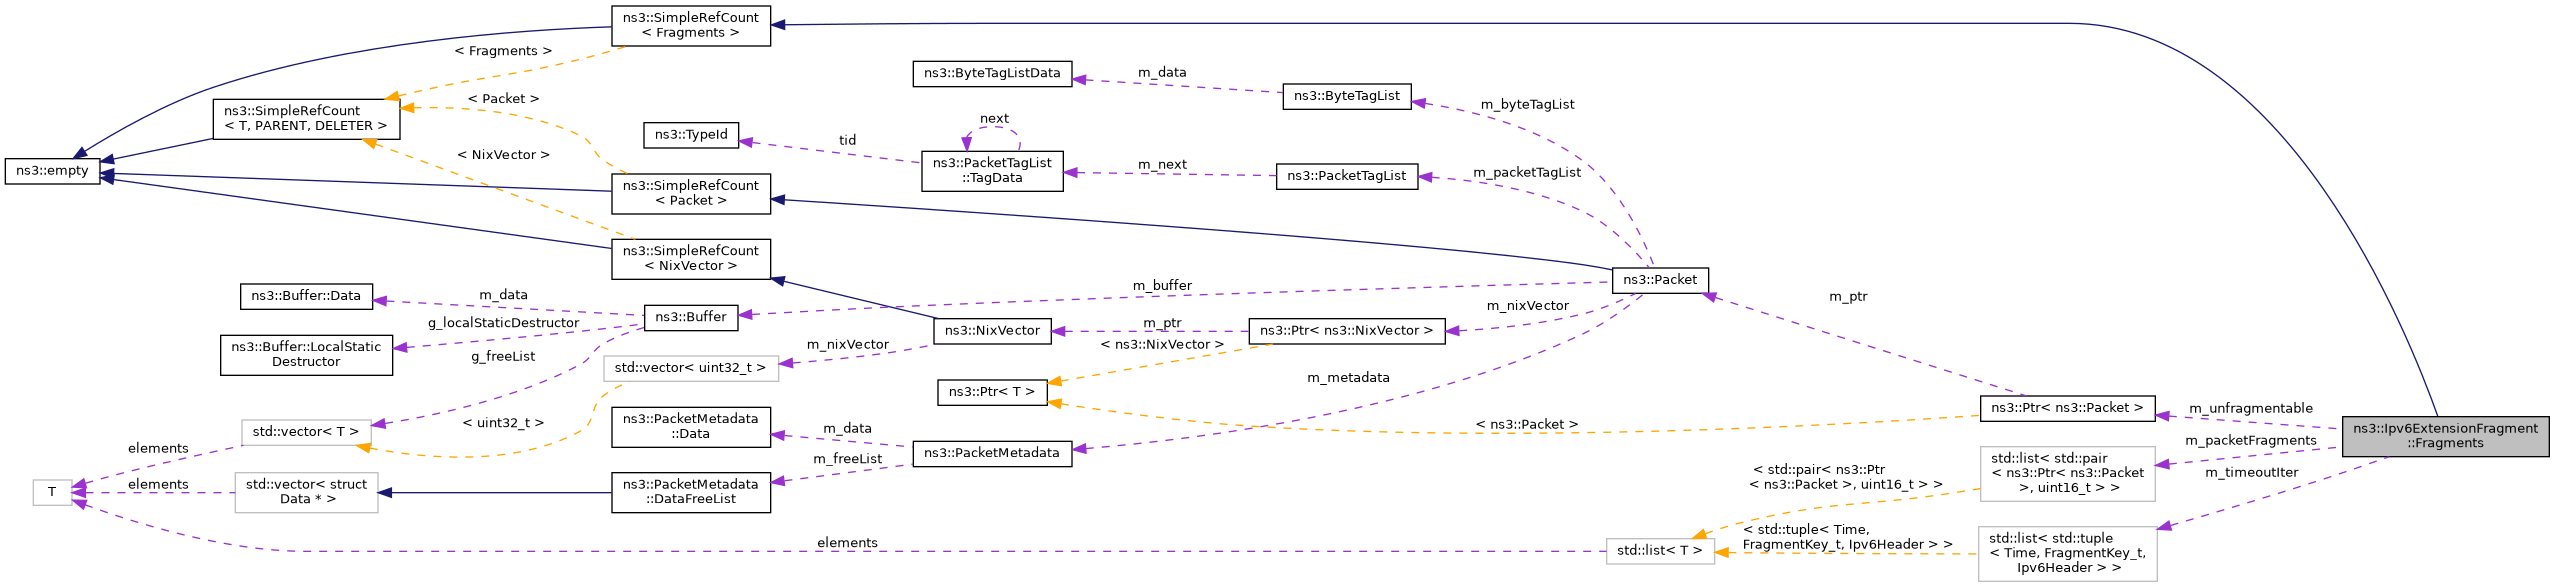 ns3::SimpleRefCount
< Fragments >
< Fragments >
ns3::ByteTagListData
m_data
ns3::ByteTagList
m_byteTagList
ns3::SimpleRefCount
< T, PARENT, DELETER >
< Packet >
ns3::TypeId
tid
next
ns3::PacketTagList
::TagData
m_next
ns3::PacketTagList
m_packetTagList
ns3::empty
< NixVector >
ns3::SimpleRefCount
< Packet >
ns3::SimpleRefCount
< NixVector >
ns3::Packet
m_ptr
ns3::Buffer::Data
m_data
m_buffer
ns3::Buffer
g_localStaticDestructor
ns3::Buffer::LocalStatic
Destructor
g_freeList
ns3::NixVector
m_ptr
ns3::Ptr< ns3::NixVector >
m_nixVector
m_nixVector
< ns3::NixVector >
std::vector< uint32_t >
ns3::Ptr< T >
m_metadata
< uint32_t >
ns3::PacketMetadata
::Data
m_data
std::vector< T >
elements
ns3::PacketMetadata
m_freeList
< ns3::Packet >
ns3::Ptr< ns3::Packet >
m_unfragmentable
ns3::Ipv6ExtensionFragment
::Fragments
m_packetFragments
m_timeoutIter
std::list< std::pair
< ns3::Ptr< ns3::Packet
>, uint16_t > >
< std::pair< ns3::Ptr
< ns3::Packet >, uint16_t > >
T
elements
std::vector< struct
Data * >
ns3::PacketMetadata
::DataFreeList
elements
std::list< T >
< std::tuple< Time,
FragmentKey_t, Ipv6Header > >
std::list< std::tuple
< Time, FragmentKey_t,
Ipv6Header > >